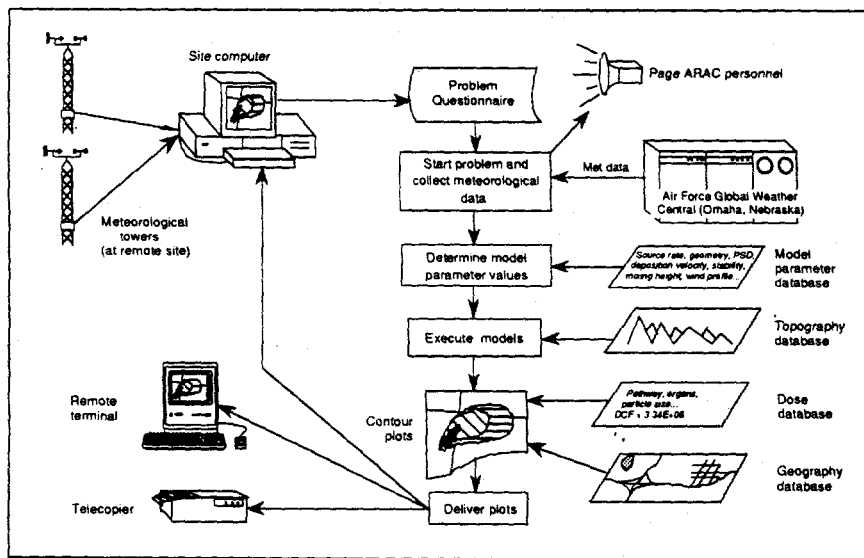 Site computer
Problem
Questionnaire
Page ARAC personnel
Start problem and
collect meteorological
data
Met data
Air Force Global Weather
Central (Omaha, Nebraska)
Meteorological
towers
(at remote site)
Determine model
parameter values
Source rate, geometry, PSD,
deposition velocity, stability,
mixing height, wind profile...
Model
parameter
database
Execute models
Topography
database
Remote
terminal
Contour
plots
Pathway, organs,
particle size...
DCF 3.34E+06
Dose
database
Geography
database
Telecopier
Deliver plots